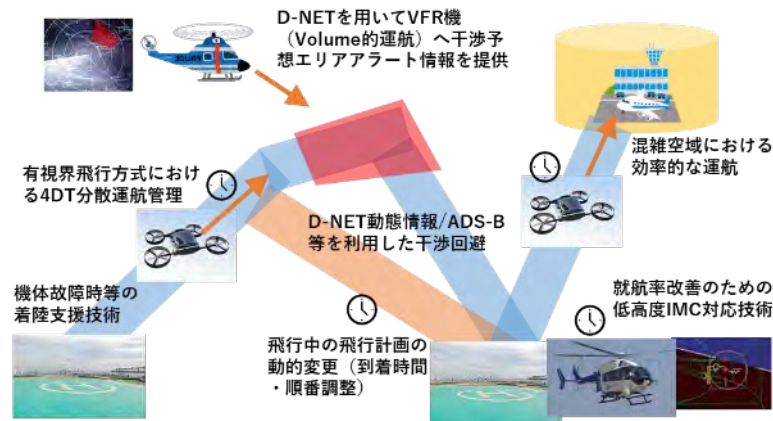 D-NETを用いてVFR機
（Volume的運航）へ干渉予
想エリアアラート情報を提供
POLICE
有視界飛行方式におけ
る4DT分散運航管理
混雑空域における
効率的な運航
D-NET動態情報/ADS-B
等を利用した干渉回避
機体故障時等の
着陸支援技術
就航率改善のための
低高度IMC対応技術
飛行中の飛行計画の
動的変更（到着時間
・順番調整）